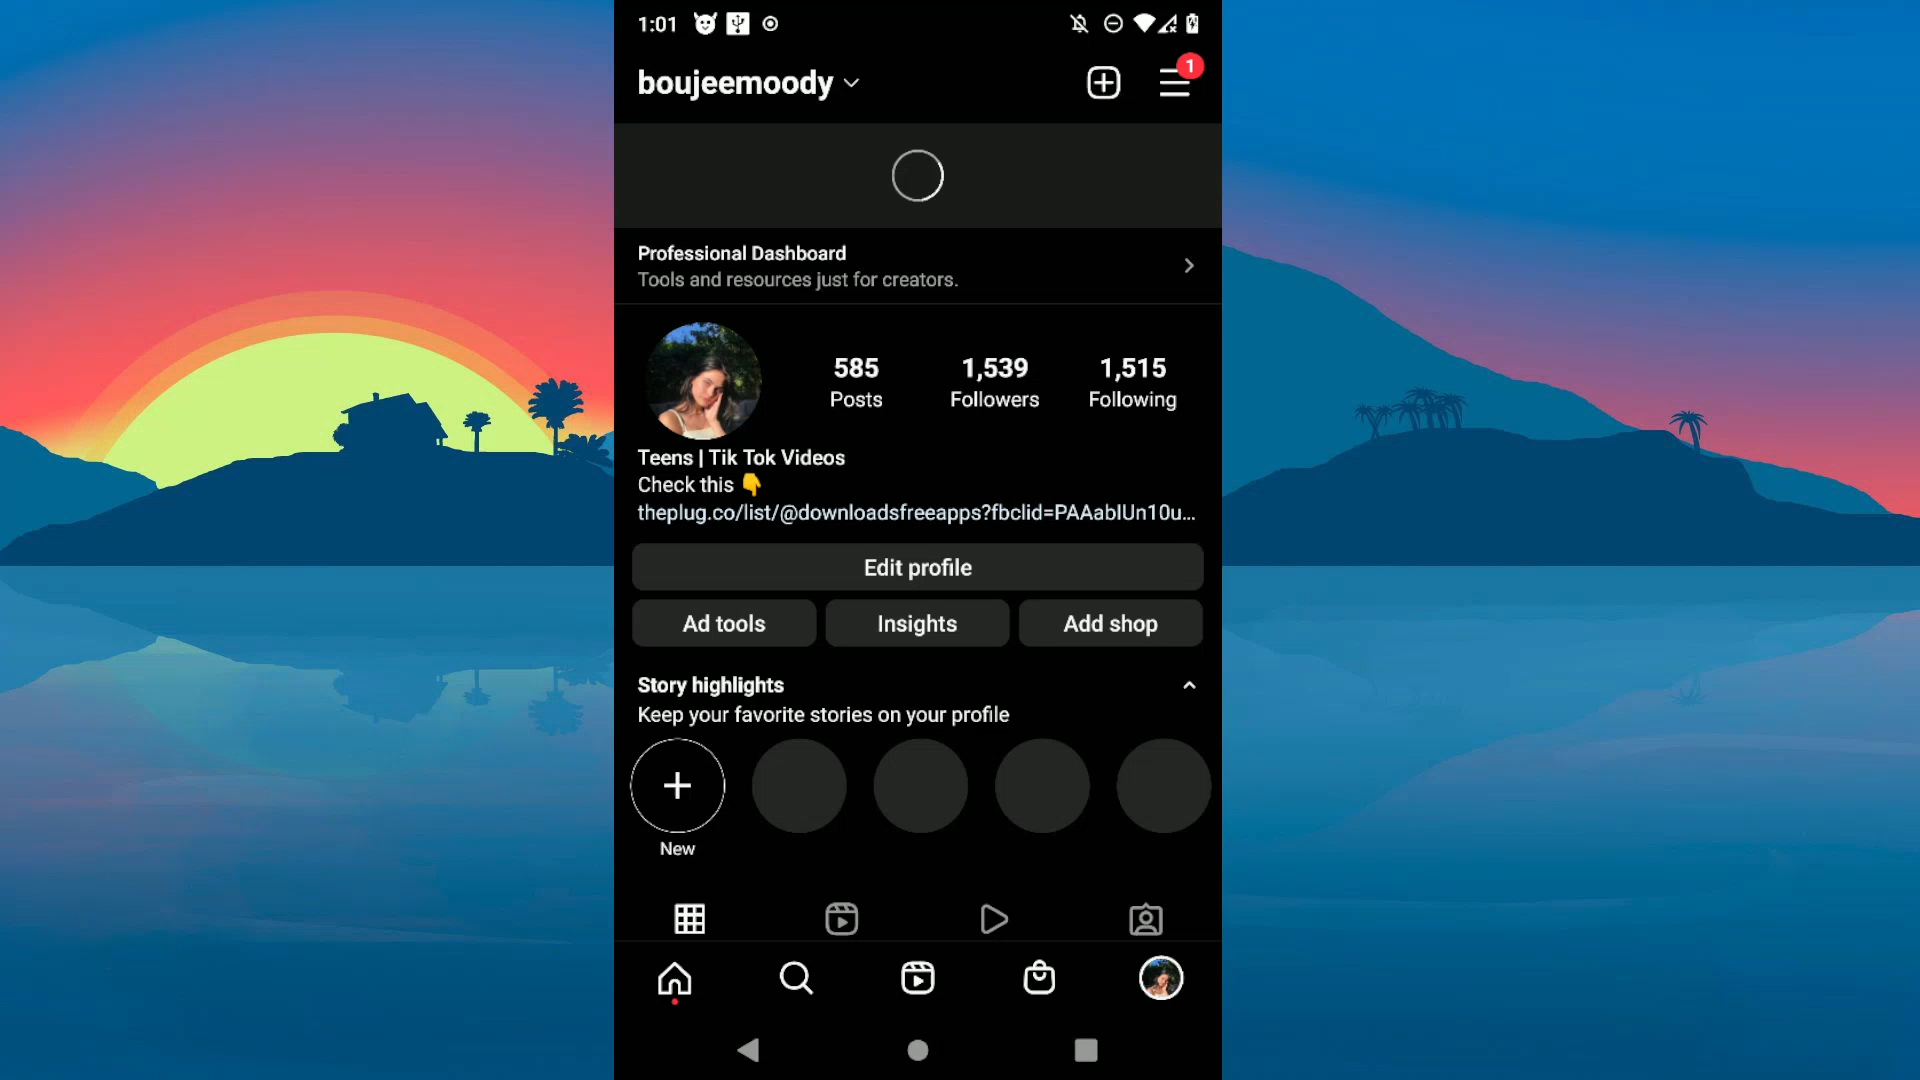 1:01
boujeemoody
1
Professional Dashboard
Tools and resources just for creators.
585 1,539 1,515
Posts Followers Following
Teens | Tik Tok Videos
Check this 👇
theplug.co/list/@downloadsfreeapps?fbclid=PAAablUn10u...
Edit profile
Ad tools Insights Add shop
Story highlights
Keep your favorite stories on your profile
New